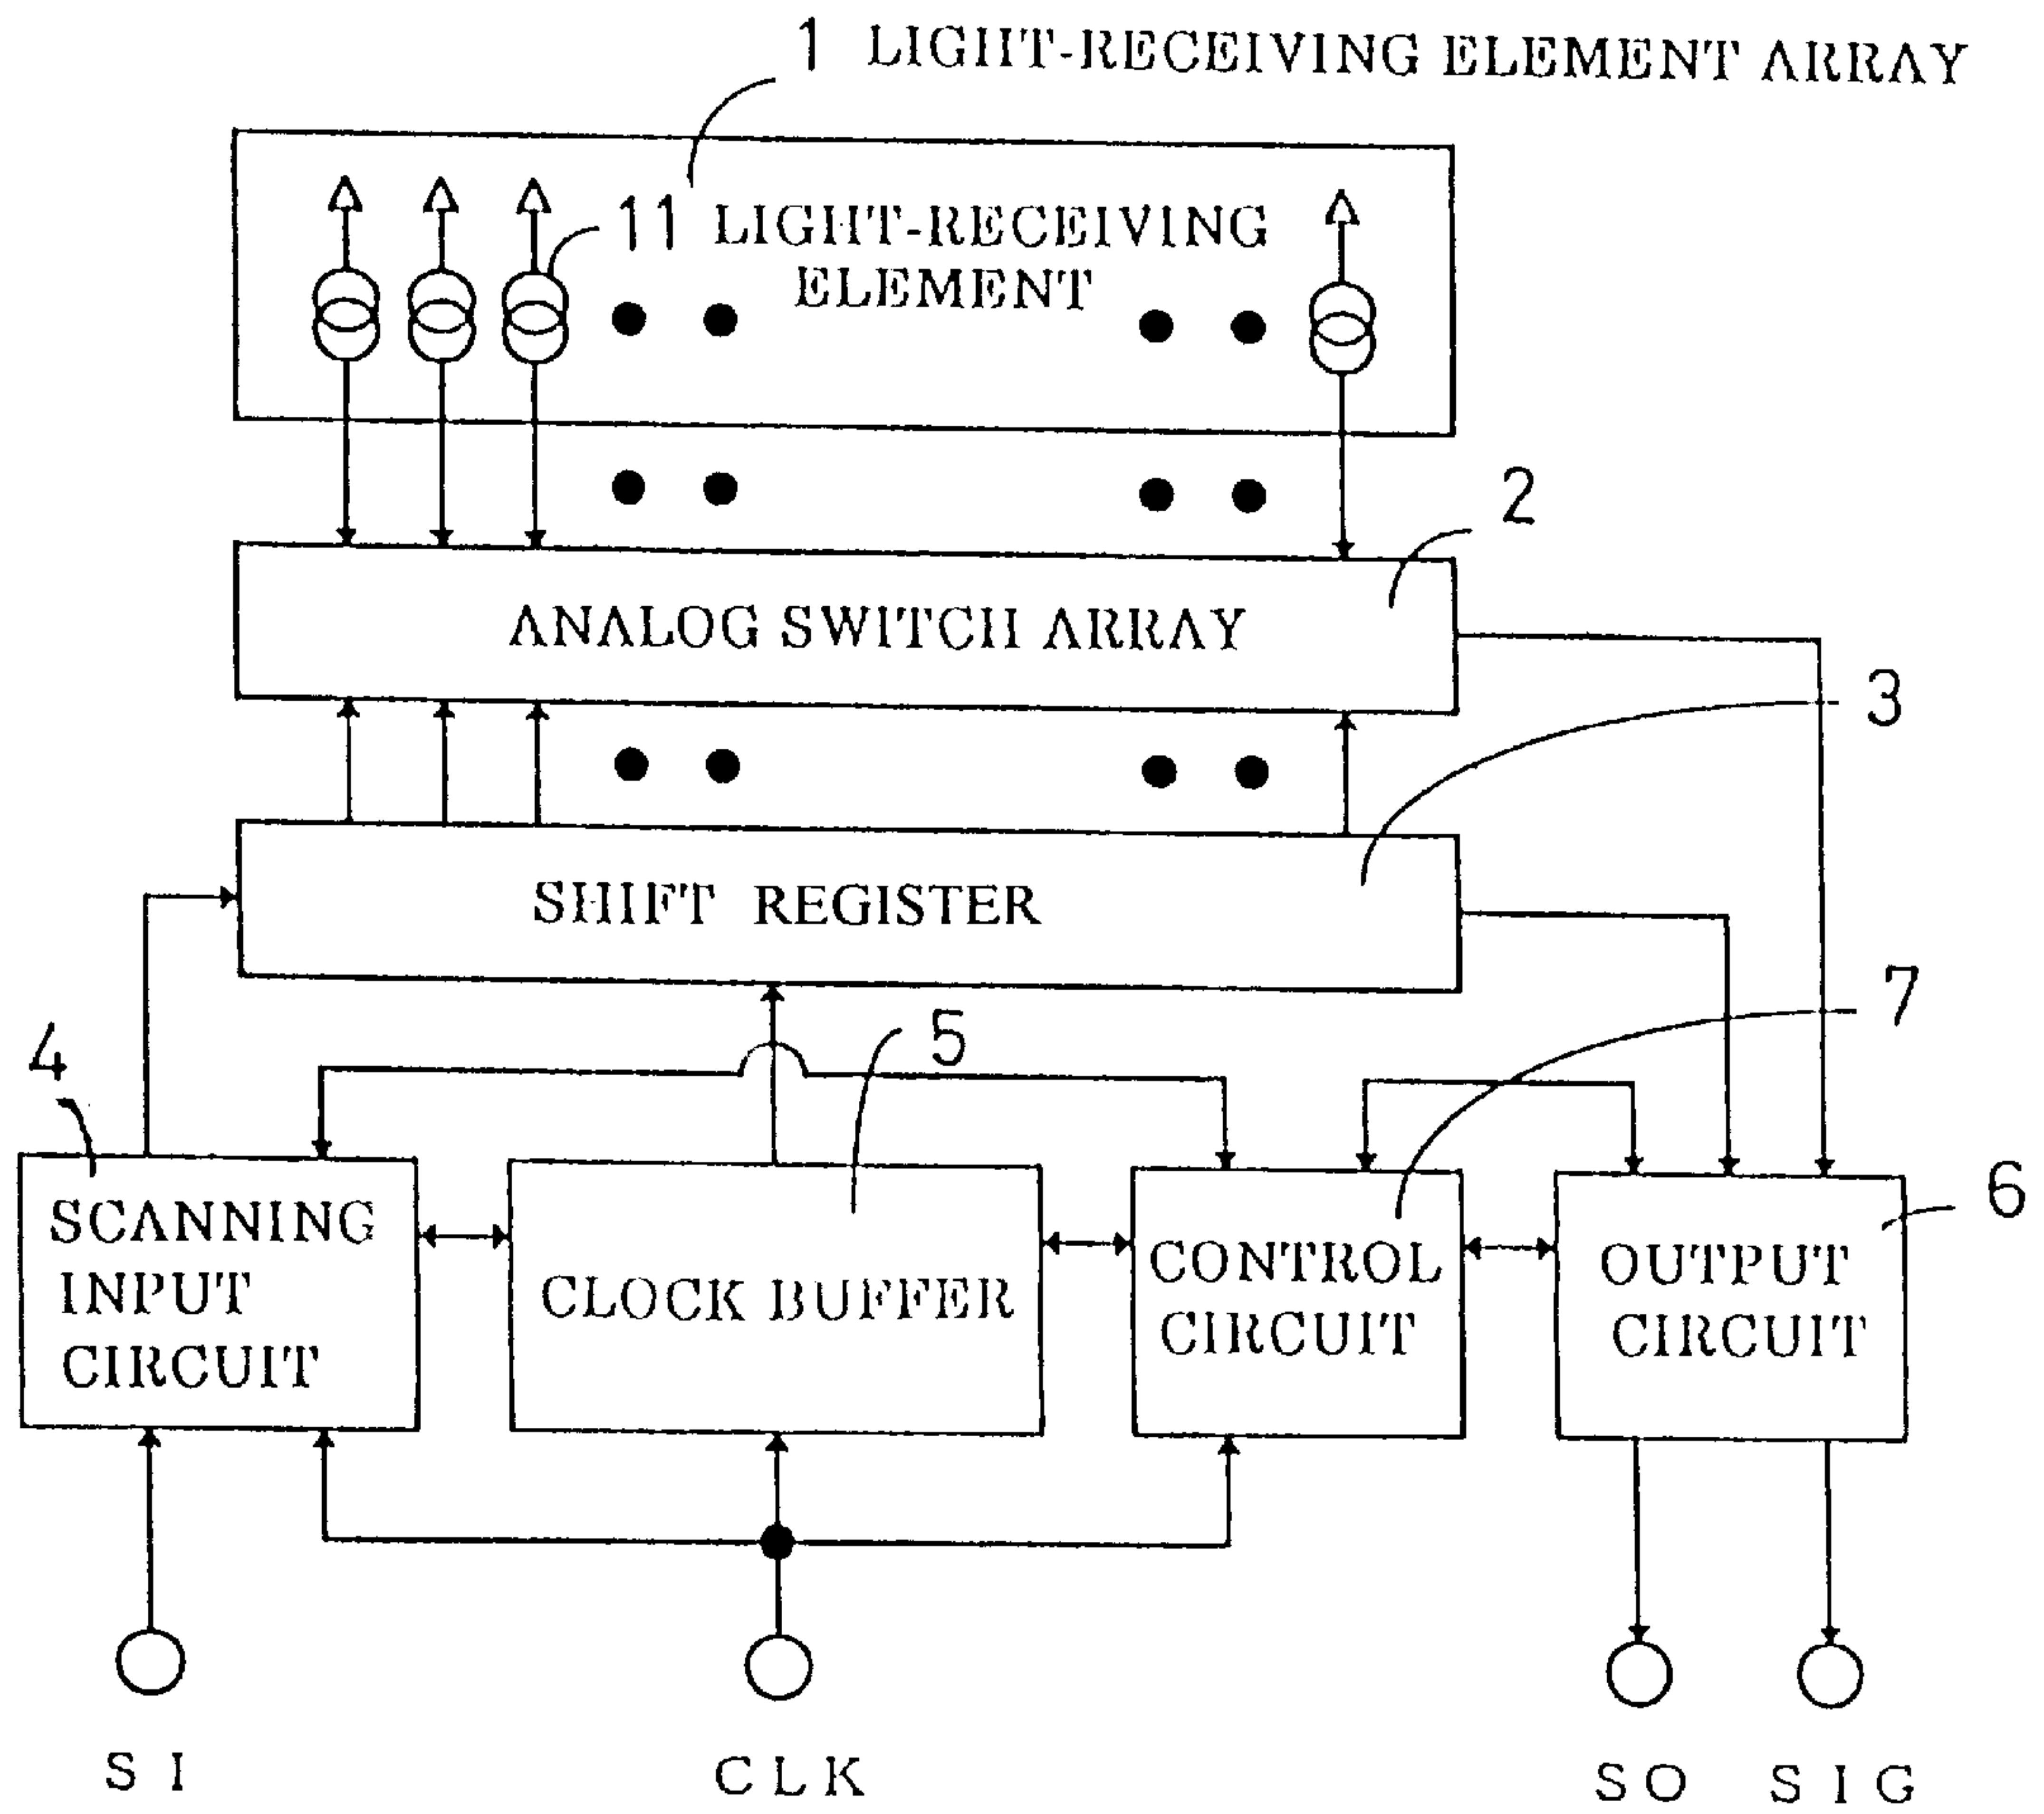 1 LIGHT-RECEIVING ELEMENT ARRAY
11 LIGHT-RECEIVING
ELEMENT
2
ANALOG SWITCH ARRAY
3
SHIFT REGISTER
7
5
4
6
SCANNING
INPUT
CIRCUIT
CLOCK BUFFER
CONTROL
CIRCUIT
OUTPUT
CIRCUIT
SI
CLK
SO
SIG